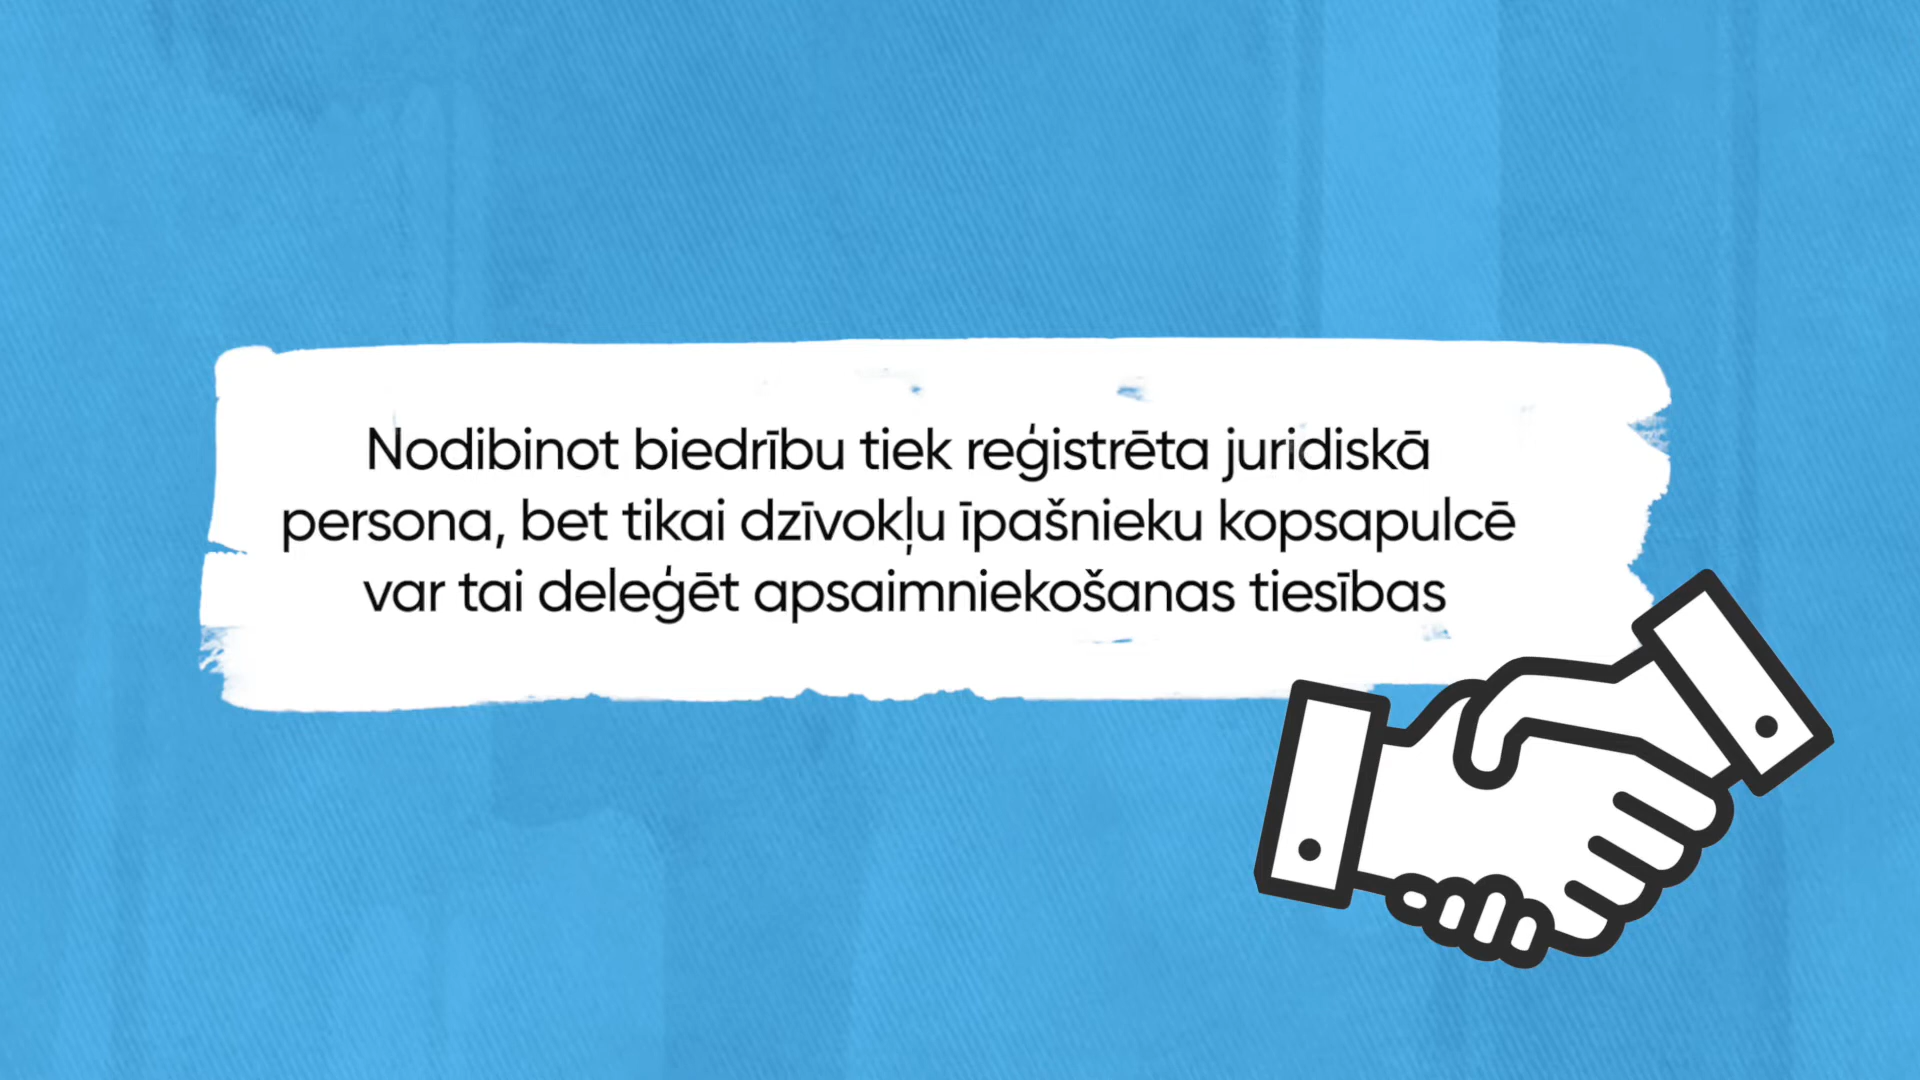 Nodibinot biedrību tiek reģistrēta juridiskā
persona, bet tikai dzīvokļu īpašnieku kopsapulcē
var tai deleģēt apsaimniekošanas tiesības